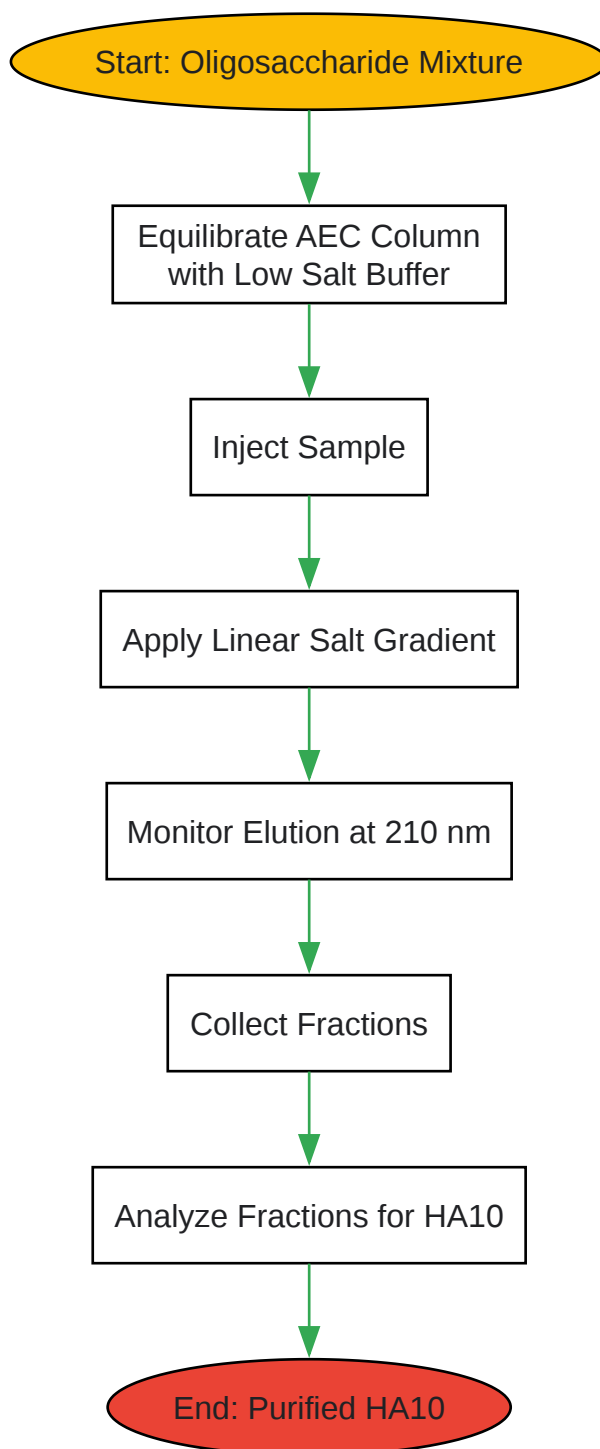 Start: Oligosaccharide Mixture
Equilibrate AEC Column
with Low Salt Buffer
Inject Sample
Apply Linear Salt Gradient
Monitor Elution at 210 nm
Collect Fractions
Analyze Fractions for HA10
End: Purified HA10